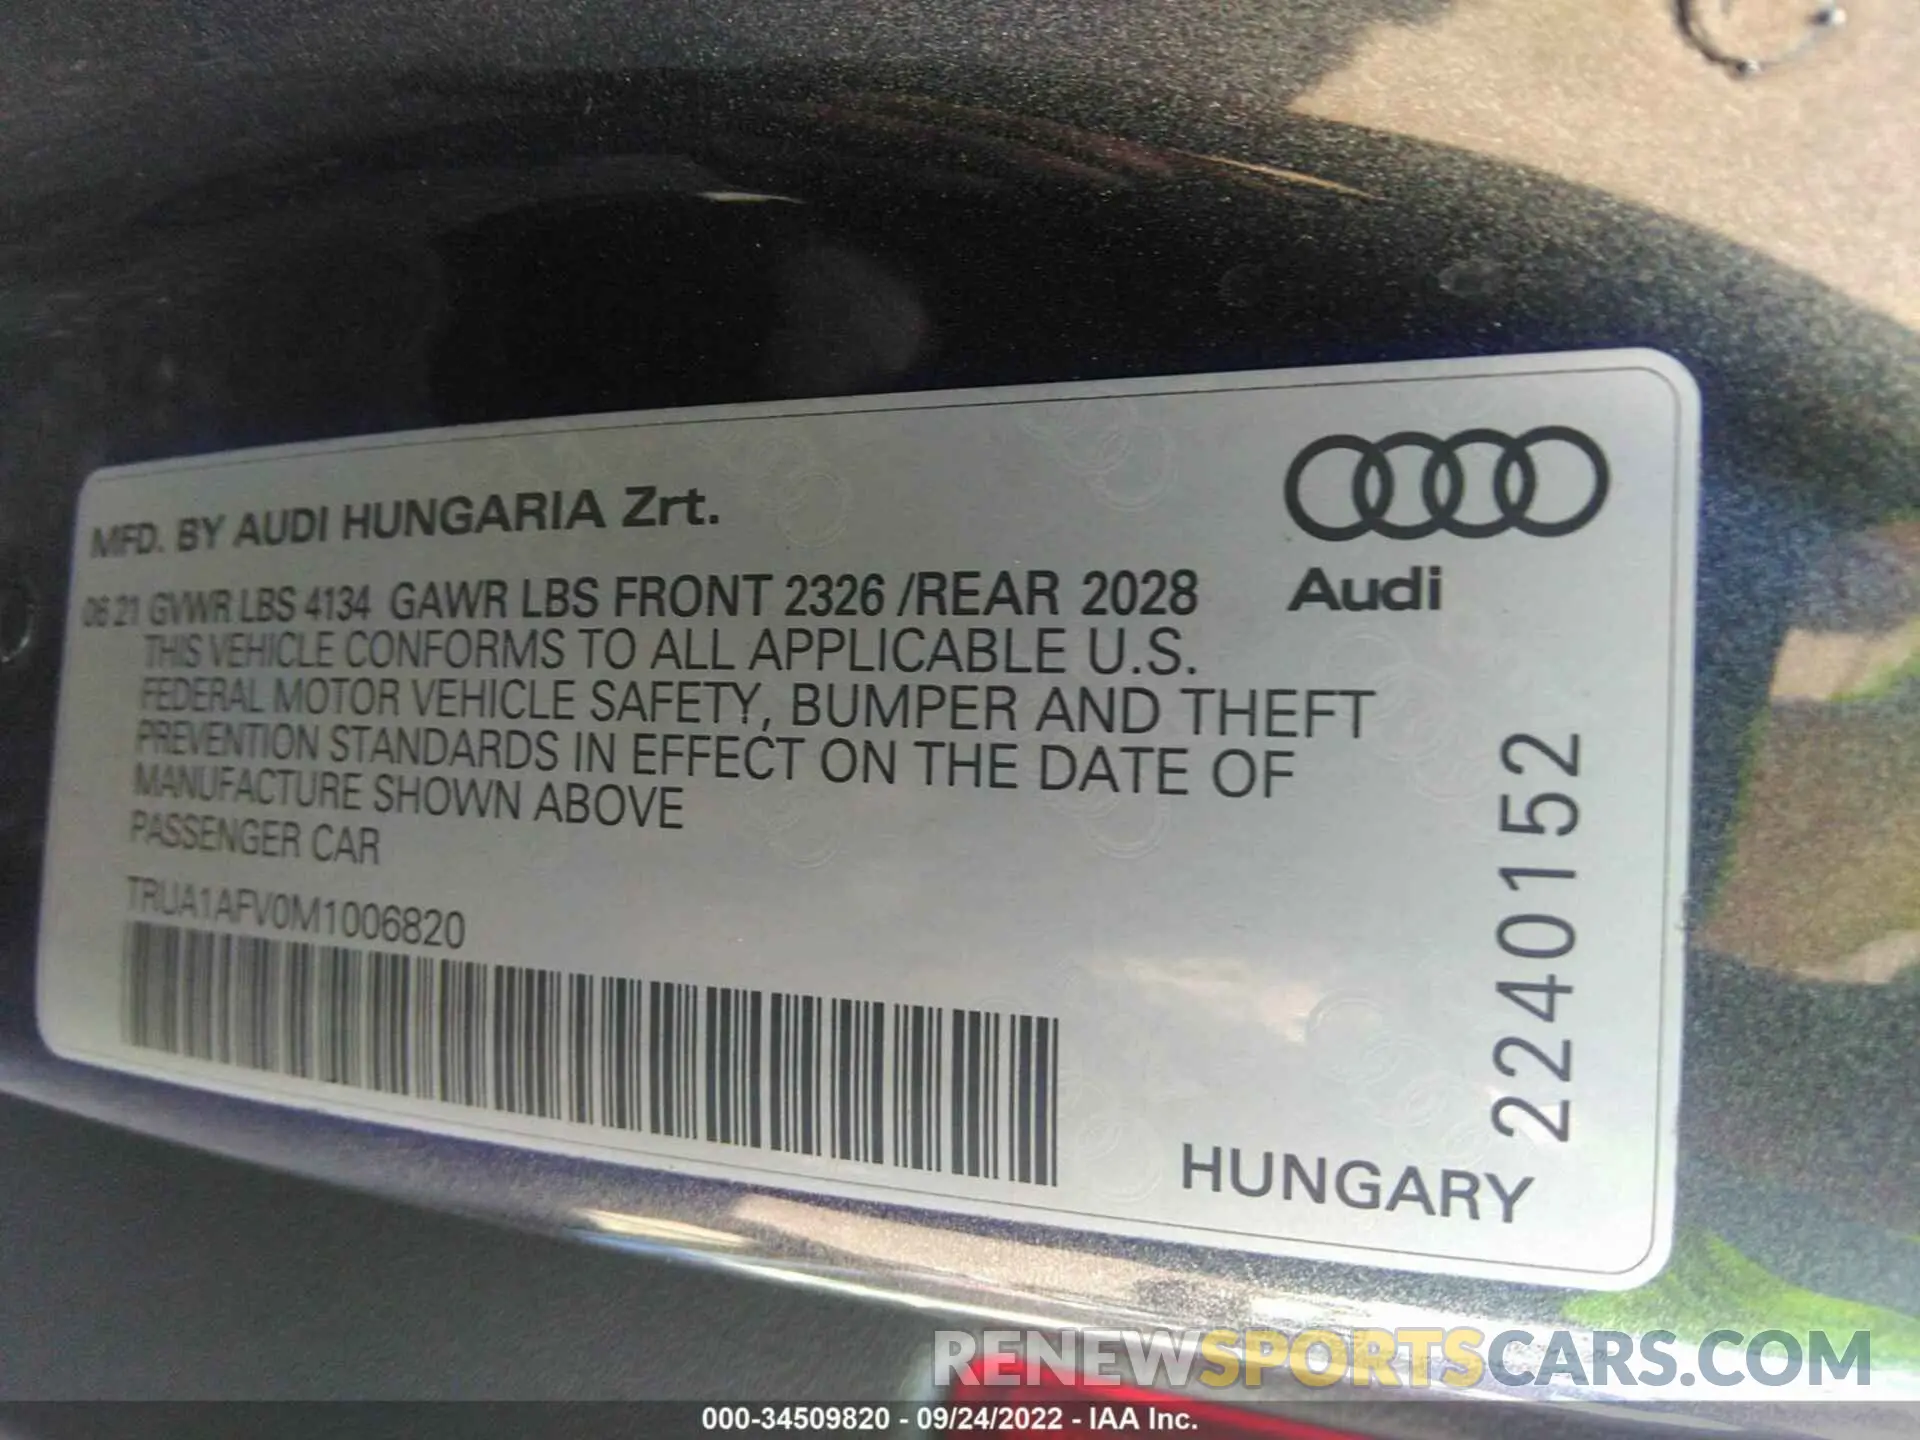 MFD. BY AUDI HUNGARIA Zrt.
06 21 GVWR LBS 4134 GAWR LBS FRONT 2326 /REAR 2028
THIS VEHICLE CONFORMS TO ALL APPLICABLE U.S.
FEDERAL MOTOR VEHICLE SAFETY, BUMPER AND THEFT
PREVENTION STANDARDS IN EFFECT ON THE DATE OF
MANUFACTURE SHOWN ABOVE
PASSENGER CAR
TRUA1AFV0M1006820
Audi
2240152
HUNGARY
RENEWSPORTSCARS.COM
000-34509820 - 09/24/2022 - IAA Inc.